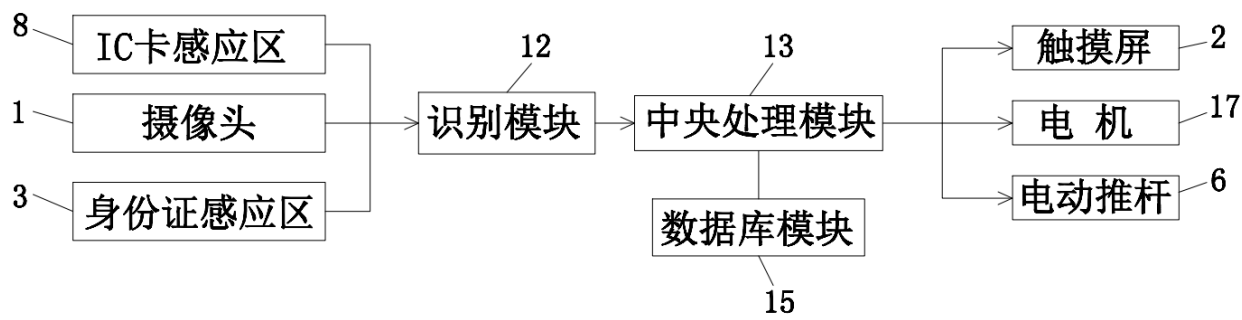 8
IC卡感应区
1
摄像头
3
身份证感应区
12
识别模块
13
中央处理模块
数据库模块
15
触摸屏
2
电 机
17
电动推杆
6